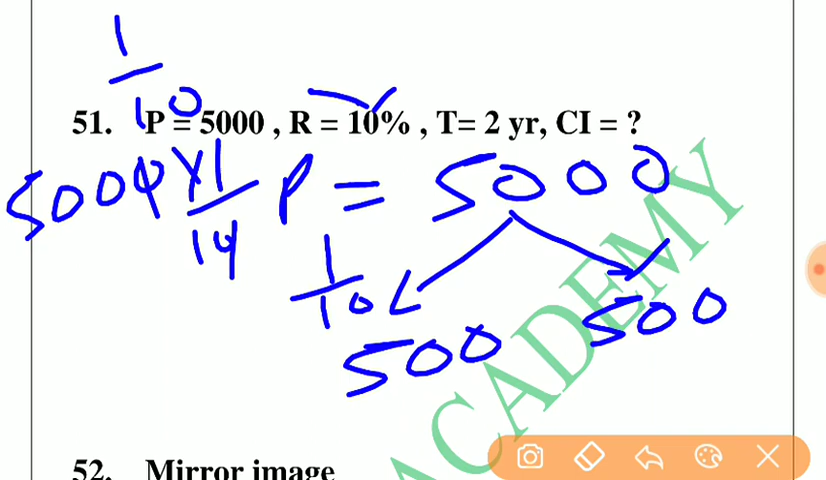 1
10
51. P = 5000 , R = 10% , T= 2 yr, CI = ?
5000 × 1
10
P = 5000
1
10
500 500
ACADEMY
52. Mirror image